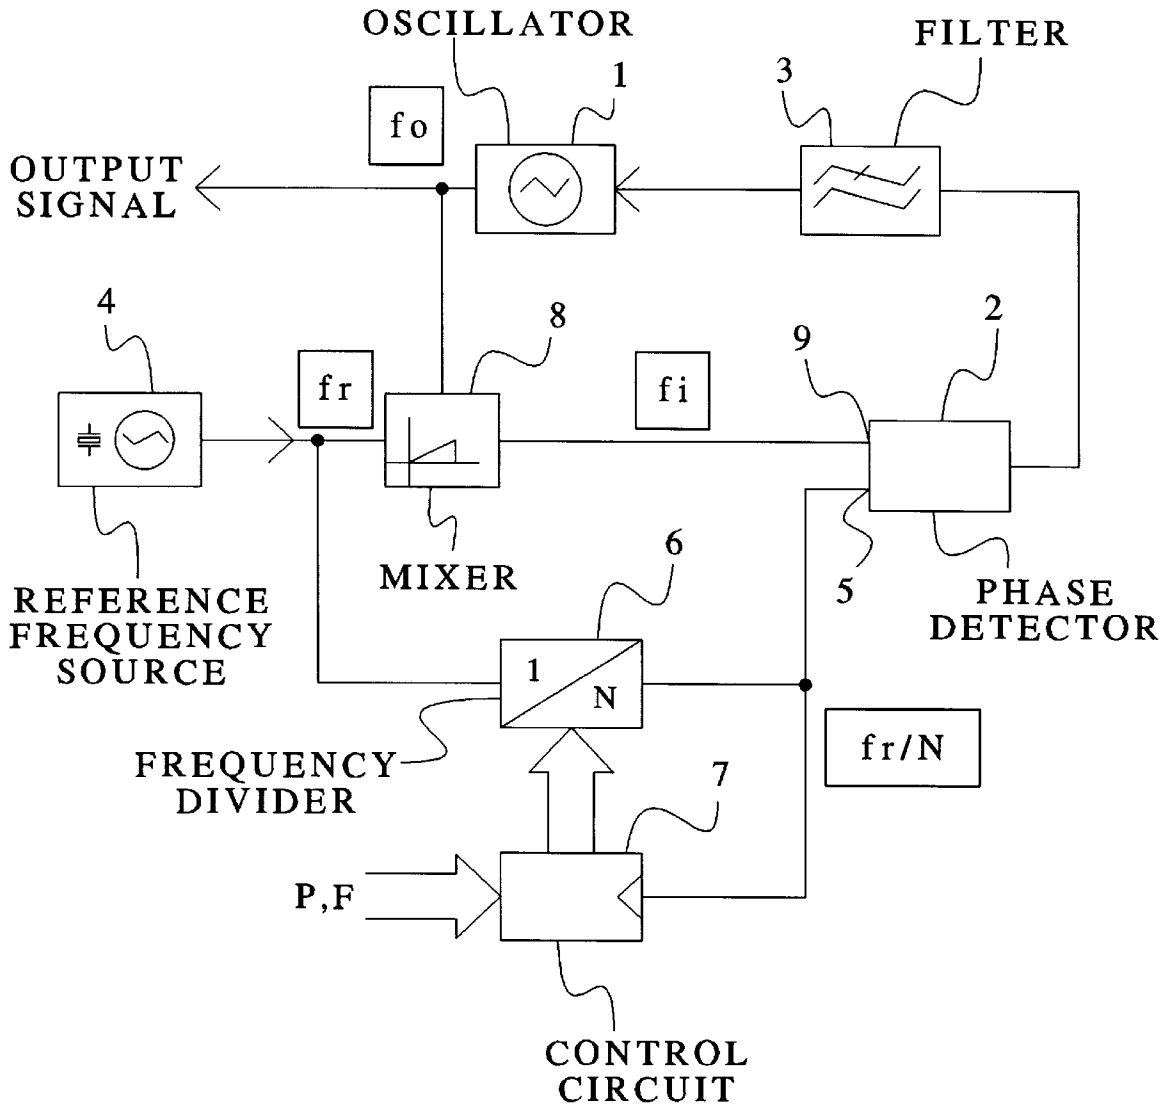 OSCILLATOR
FILTER
1
3
fo
OUTPUT
SIGNAL
4
8
2
9
fr
fi
MIXER
6
5
REFERENCE
FREQUENCY
SOURCE
PHASE
DETECTOR
1
N
FREQUENCY
DIVIDER
fr/N
7
P,F
CONTROL
CIRCUIT